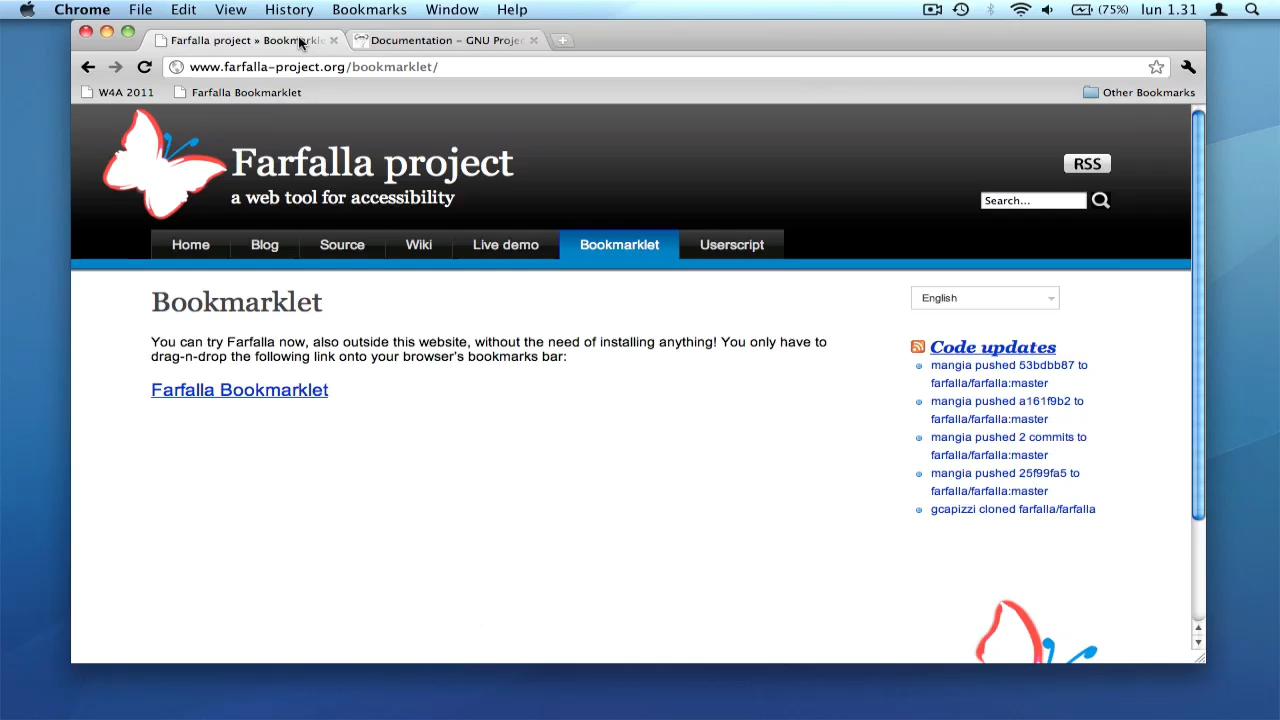 Chrome File Edit View History Bookmarks Window Help (75%) lun 1.31
Farfalla project » Bookmarkle
Documentation – GNU Projec
www.farfalla-project.org/bookmarklet/
W4A 2011 Farfalla Bookmarklet Other Bookmarks
Farfalla project
a web tool for accessibility
RSS
Search...
Home Blog Source Wiki Live demo Bookmarklet Userscript
Bookmarklet
You can try Farfalla now, also outside this website, without the need of installing anything! You only have to
drag-n-drop the following link onto your browser's bookmarks bar:
Farfalla Bookmarklet
English
Code updates
mangia pushed 53bdbb87 to
farfalla/farfalla:master
mangia pushed a161f9b2 to
farfalla/farfalla:master
mangia pushed 2 commits to
farfalla/farfalla:master
mangia pushed 25f99fa5 to
farfalla/farfalla:master
gcapizzi cloned farfalla/farfalla